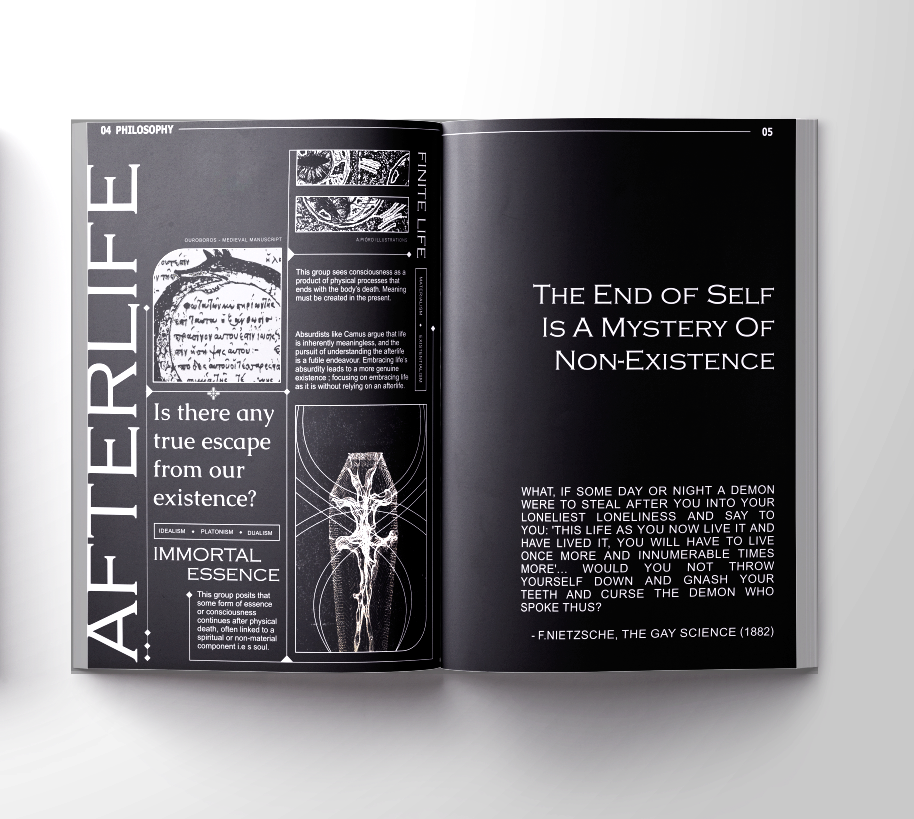 04 PHILOSOPHY
AFTERLIFE
OUROBOROS - MEDIEVAL MANUSCRIPT
Is there any
true escape
from our
existence?
IDEALISM PLATONISM DUALISM
IMMORTAL
ESSENCE
This group posits that
some form of essence
or consciousness
continues after physical
death, often linked to a
spiritual or non-material
component i.e s soul.
ILLUSTRATIONS
FINITE LIFE
This group sees consciousness as a
product of physical processes that
ends with the body's death. Meaning
must be created in the present.
MATERIALISM EXISTENTIALISM
Absurdists like Camus argue that life
is inherently meaningless, and the
pursuit of understanding the afterlife
is a futile endeavour. Embracing life s
absurdity leads to a more genuine
existence ; focusing on embracing life
as it is without relying on an afterlife.
05
THE END OF SELF
IS A MYSTERY OF
NON-EXISTENCE
WHAT, IF SOME DAY OR NIGHT A DEMON
WERE TO STEAL AFTER YOU INTO YOUR
LONELIEST LONELINESS AND SAY TO
YOU: 'THIS LIFE AS YOU NOW LIVE IT AND
HAVE LIVED IT, YOU WILL HAVE TO LIVE
ONCE MORE AND INNUMERABLE TIMES
MORE'... WOULD YOU NOT THROW
YOURSELF DOWN AND GNASH YOUR
TEETH AND CURSE THE DEMON WHO
SPOKE THUS?
- F.NIETZSCHE, THE GAY SCIENCE (1882)